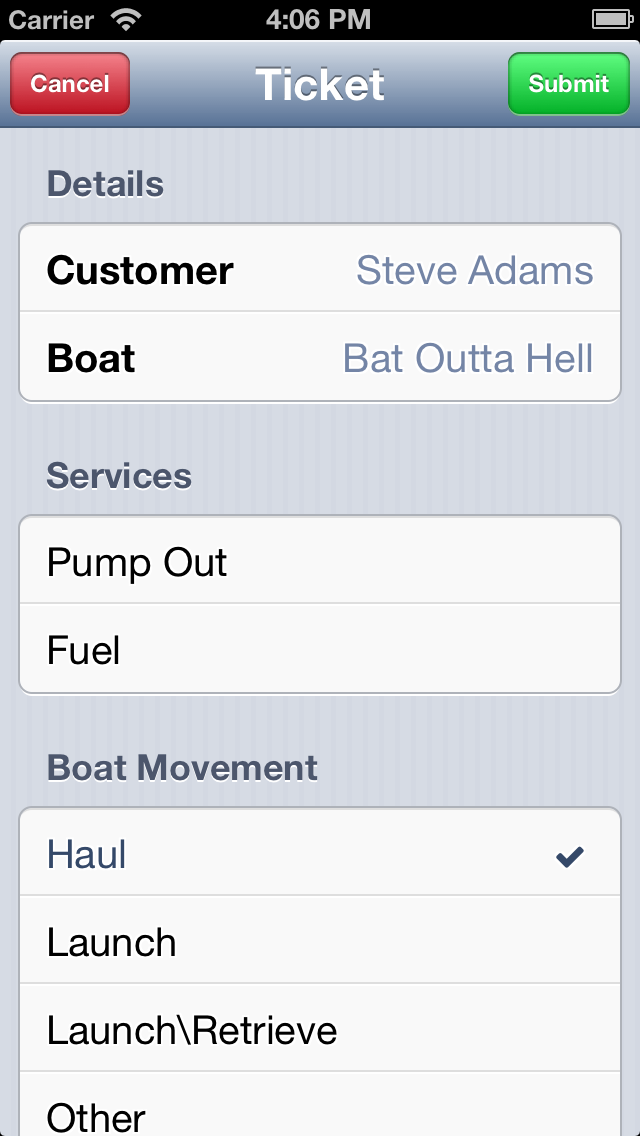 Carrier 4:06 PM
Cancel Ticket Submit
Details
Customer Steve Adams
Boat Bat Outta Hell
Services
Pump Out
Fuel
Boat Movement
Haul
Launch
Launch\Retrieve
Other